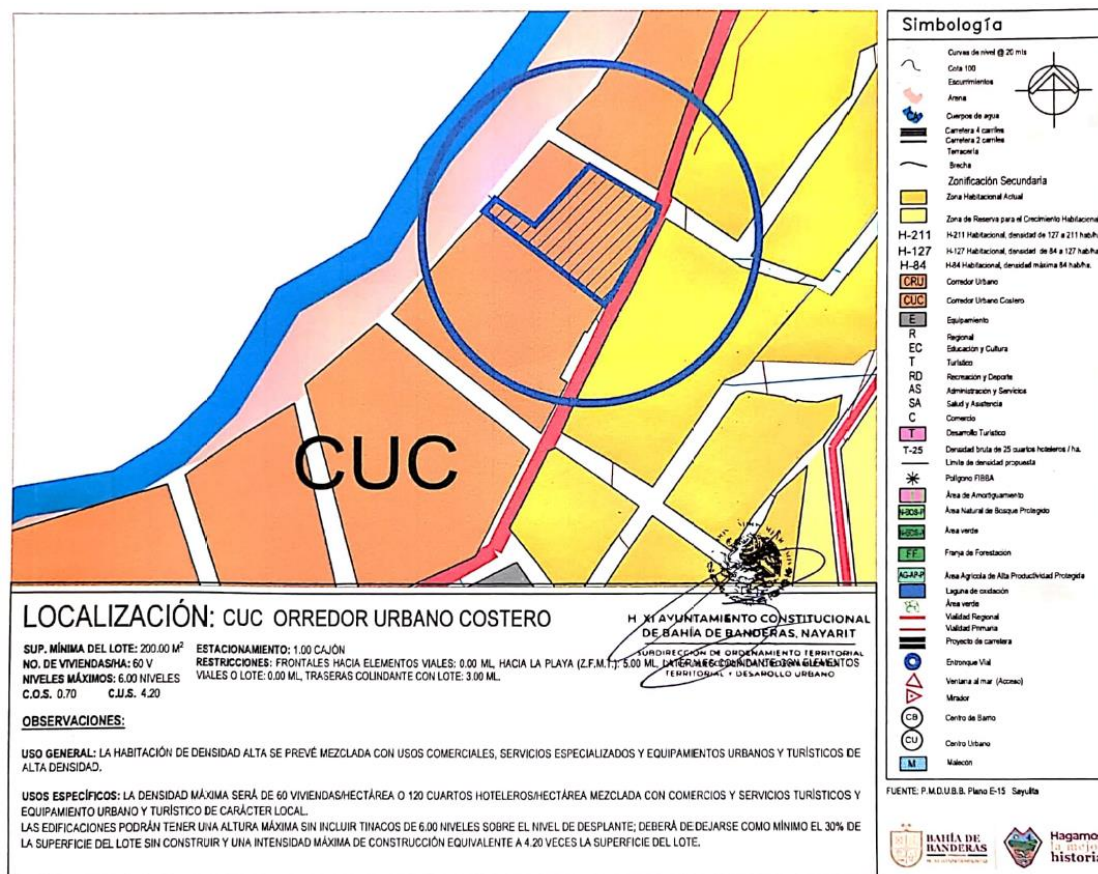 CUC
LOCALIZACIÓN: CUC ORREDOR URBANO COSTERO
SUP. MÍNIMA DEL LOTE: 200.00 M²
NO. DE VIVIENDAS/HA: 60 V
NIVELES MÁXIMOS: 6.00 NIVELES
C.O.S. 0.70 C.U.S. 4.20
ESTACIONAMIENTO: 1.00 CAJÓN
RESTRICCIONES: FRONTALES HACIA ELEMENTOS VIALES: 0.00 ML, HACIA LA PLAYA (Z.F.M.T.): 5.00 ML, LATERALES COLINDANTE CON ELEMENTOS
VIALES O LOTE: 0.00 ML, TRASERAS COLINDANTE CON LOTE: 3.00 ML.
H XI AYUNTAMIENTO CONSTITUCIONAL
DE BAHÍA DE BANDERAS, NAYARIT
SUBDIRECCIÓN DE ORDENAMIENTO TERRITORIAL
TERRITORIAL Y DESARROLLO URBANO
OBSERVACIONES:
USO GENERAL: LA HABITACIÓN DE DENSIDAD ALTA SE PREVÉ MEZCLADA CON USOS COMERCIALES, SERVICIOS ESPECIALIZADOS Y EQUIPAMIENTOS URBANOS Y TURÍSTICOS DE
ALTA DENSIDAD.
USOS ESPECÍFICOS: LA DENSIDAD MÁXIMA SERÁ DE 60 VIVIENDAS/HECTÁREA O 120 CUARTOS HOTELEROS/HECTÁREA MEZCLADA CON COMERCIOS Y SERVICIOS TURÍSTICOS Y
EQUIPAMIENTO URBANO Y TURÍSTICO DE CARÁCTER LOCAL.
LAS EDIFICACIONES PODRÁN TENER UNA ALTURA MÁXIMA SIN INCLUIR TINACOS DE 6.00 NIVELES SOBRE EL NIVEL DE DESPLANTE; DEBERÁ DE DEJARSE COMO MÍNIMO EL 30% DE
LA SUPERFICIE DEL LOTE SIN CONSTRUIR Y UNA INTENSIDAD MÁXIMA DE CONSTRUCCIÓN EQUIVALENTE A 4.20 VECES LA SUPERFICIE DEL LOTE.
Simbología
Curvas de nivel @ 20 mts
Cota 100
Escurrimientos
Arena
Cuerpos de agua
Carretera 4 carriles
Carretera 2 carriles
Terracería
Brecha
Zonificación Secundaria
Zona Habitacional Actual
Zona de Reserva para el Crecimiento Habitacional
H-211 H-211 Habitacional, densidad de 127 a 211 hab/ha
H-127 H-127 Habitacional, densidad de 84 a 127 hab/ha
H-84 H-84 Habitacional, densidad máxima 84 hab/ha.
CRU Corredor Urbano
CUC Corredor Urbano Costero
E Equipamiento
R Regional
EC Educación y Cultura
T Turístico
RD Recreación y Deporte
AS Administración y Servicios
SA Salud y Asistencia
C Comercio
T Desarrollo Turístico
T-25 Densidad bruta de 25 cuartos hoteleros / ha.
Límite de densidad propuesta
Polígono FIBBA
Área de Amortiguamiento
N-BOS-P Área Natural de Bosque Protegido
Área verde
FF Franja de Forestación
AG-AP-P Área Agrícola de Alta Productividad Protegida
Laguna de oxidación
Área verde
Vialidad Regional
Vialidad Primaria
Proyecto de carretera
Entronque Vial
Ventana al mar (Acceso)
Mirador
CB Centro de Barrio
CU Centro Urbano
M Malecón
FUENTE: P.M.D.U.B.B. Plano E-15 Sayulita
BAHÍA DE
BANDERAS
Hagamos
la mejor
historia